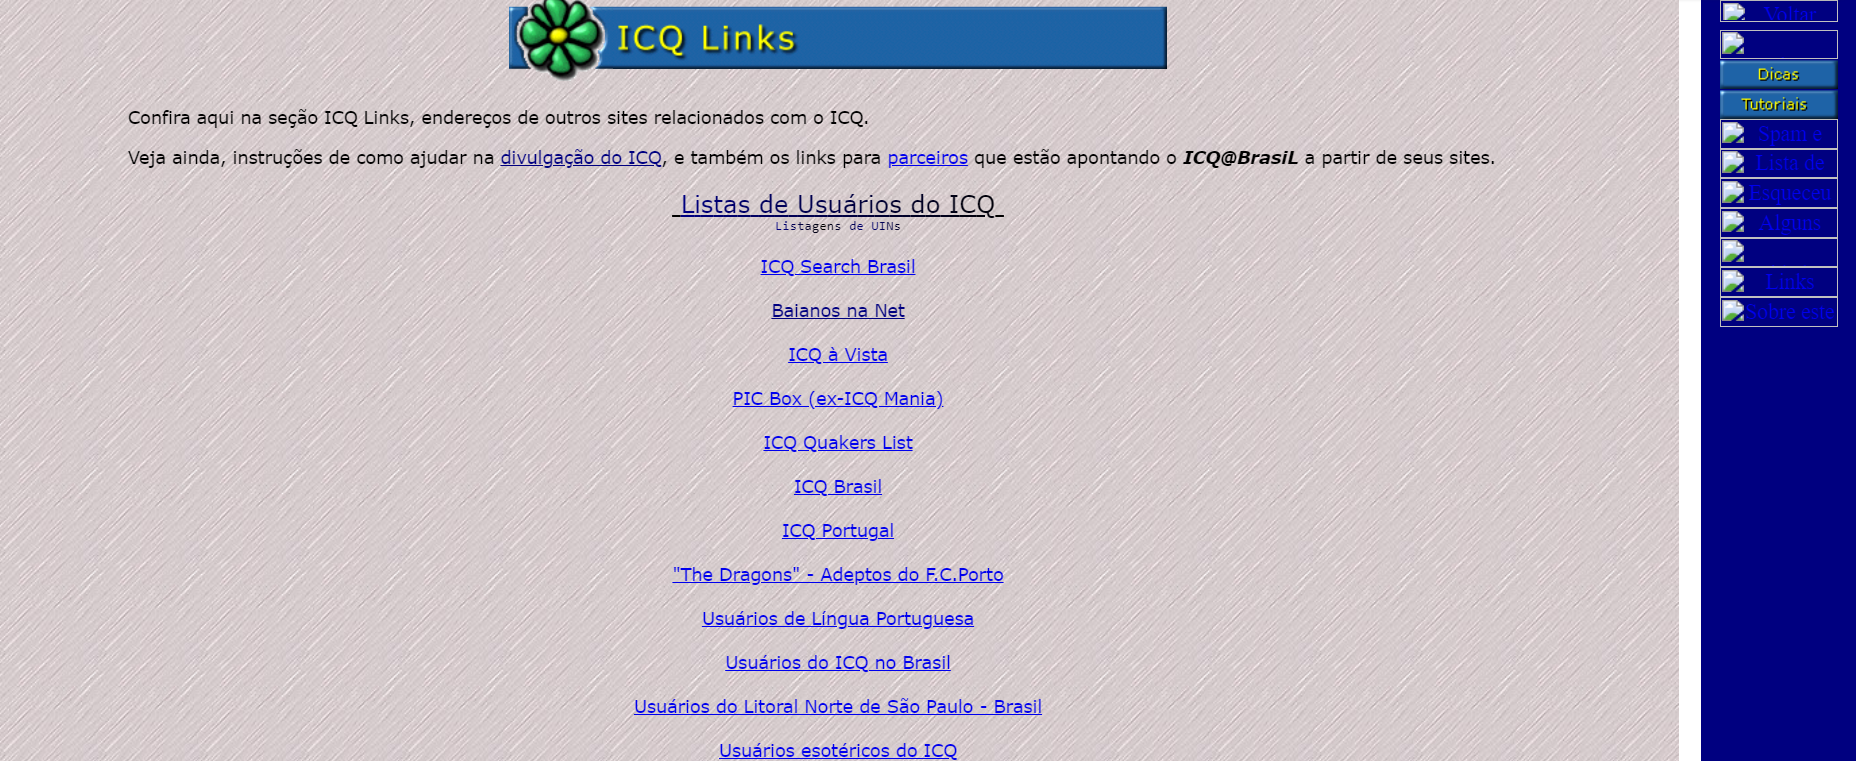 ICQ Links
Confira aqui na seção ICQ Links, endereços de outros sites relacionados com o ICQ.
Veja ainda, instruções de como ajudar na divulgação do ICQ, e também os links para parceiros que estão apontando o ICQ@BrasiL a partir de seus sites.
Listas de Usuários do ICQ
Listagens de UINs
ICQ Search Brasil
Baianos na Net
ICQ à Vista
PIC Box (ex-ICQ Mania)
ICQ Quakers List
ICQ Brasil
ICQ Portugal
"The Dragons" - Adeptos do F.C.Porto
Usuários de Língua Portuguesa
Usuários do ICQ no Brasil
Usuários do Litoral Norte de São Paulo - Brasil
Usuários esotéricos do ICQ
Voltar
Dicas
Tutoriais
Spam e
Lista de
Esqueceu
Alguns
Links
Sobre este